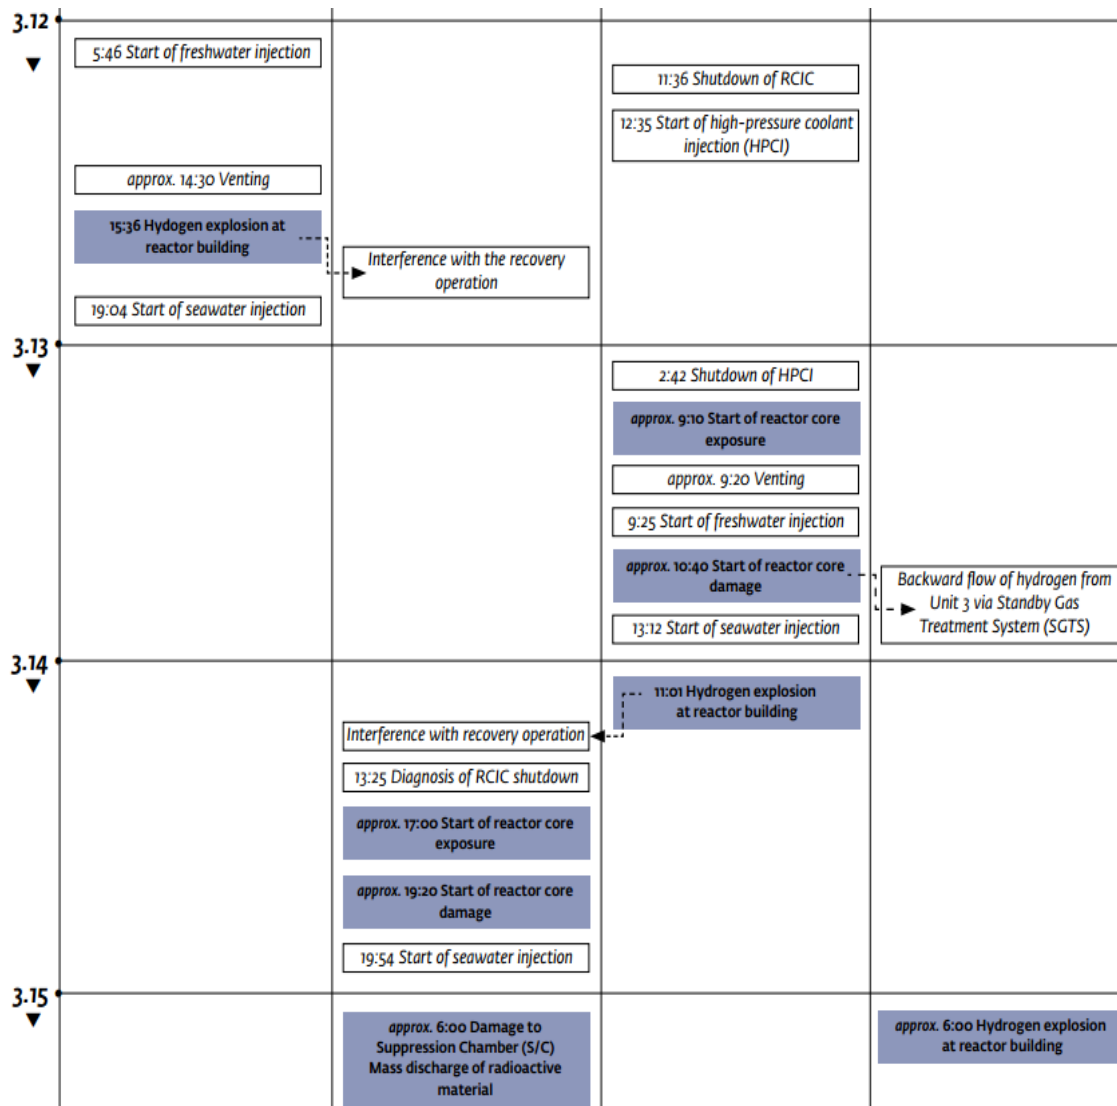 3.12
▼
5:46 Start of freshwater injection
11:36 Shutdown of RCIC
12:35 Start of high-pressure coolant
injection (HPCI)
approx. 14:30 Venting
15:36 Hydogen explosion at
reactor building
Interference with the recovery
operation
19:04 Start of seawater injection
3.13
▼
2:42 Shutdown of HPCI
approx. 9:10 Start of reactor core
exposure
approx. 9:20 Venting
9:25 Start of freshwater injection
approx. 10:40 Start of reactor core
damage
Backward flow of hydrogen from
Unit 3 via Standby Gas
Treatment System (SGTS)
13:12 Start of seawater injection
3.14
▼
11:01 Hydrogen explosion
at reactor building
Interference with recovery operation
13:25 Diagnosis of RCIC shutdown
approx. 17:00 Start of reactor core
exposure
approx. 19:20 Start of reactor core
damage
19:54 Start of seawater injection
3.15
▼
approx. 6:00 Damage to
Suppression Chamber (S/C)
Mass discharge of radioactive
material
approx. 6:00 Hydrogen explosion
at reactor building